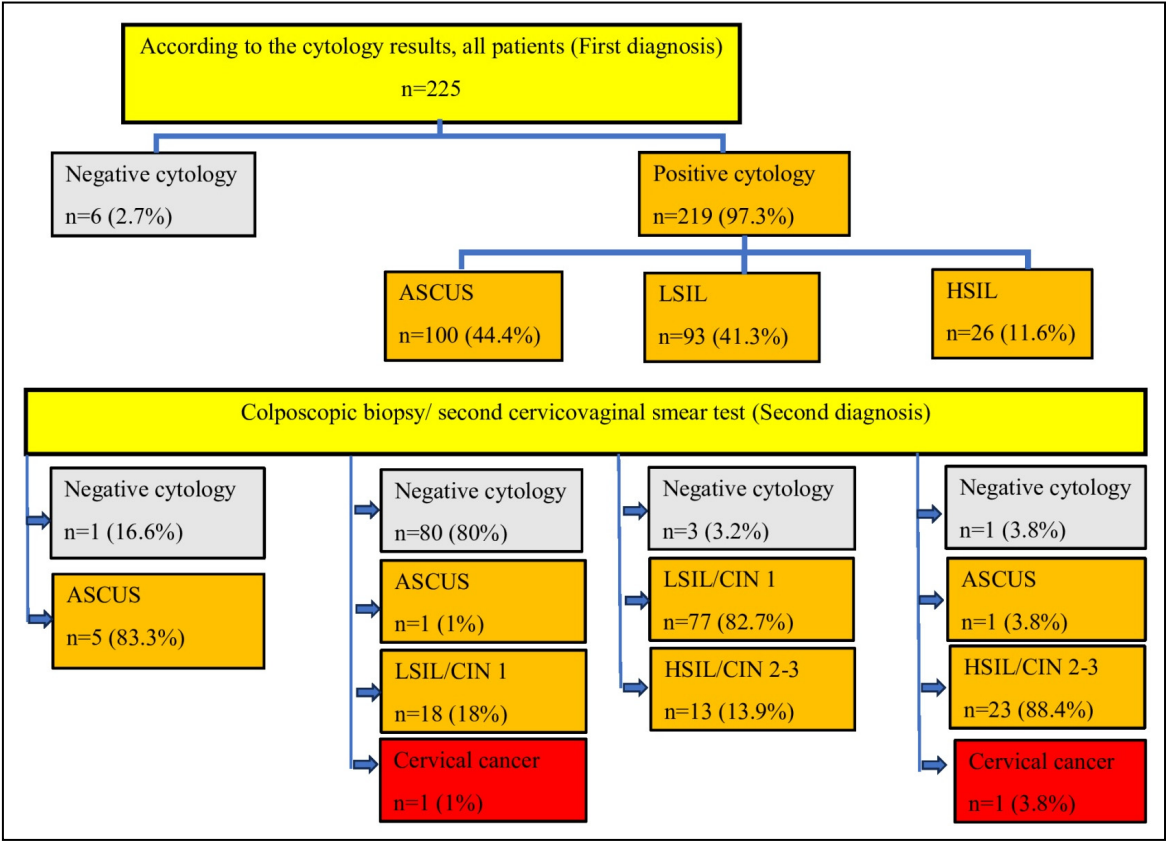 According to the cytology results, all patients (First diagnosis)
n=225
Negative cytology
n=6 (2.7%)
Positive cytology
n=219 (97.3%)
ASCUS
n=100 (44.4%)
LSIL
n=93 (41.3%)
HSIL
n=26 (11.6%)
Colposcopic biopsy/ second cervicovaginal smear test (Second diagnosis)
Negative cytology
n=1 (16.6%)
ASCUS
n=5 (83.3%)
Negative cytology
n=80 (80%)
ASCUS
n=1 (1%)
LSIL/CIN 1
n=18 (18%)
Cervical cancer
n=1 (1%)
Negative cytology
n=3 (3.2%)
LSIL/CIN 1
n=77 (82.7%)
HSIL/CIN 2-3
n=13 (13.9%)
Negative cytology
n=1 (3.8%)
ASCUS
n=1 (3.8%)
HSIL/CIN 2-3
n=23 (88.4%)
Cervical cancer
n=1 (3.8%)